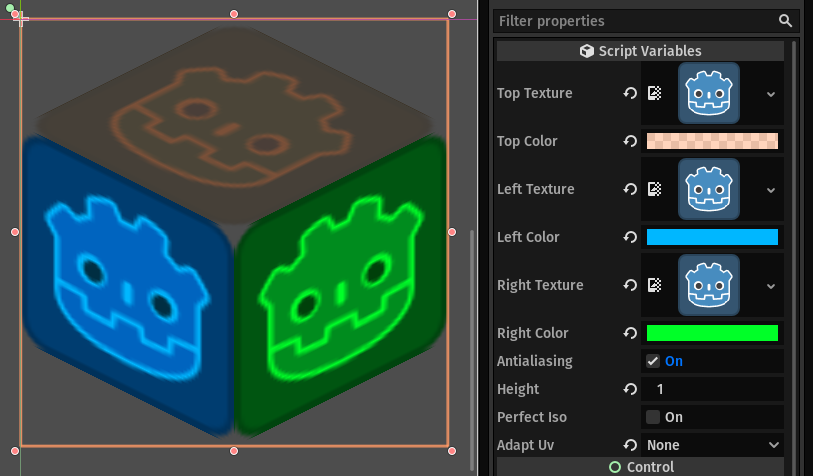 Filter properties
Script Variables
Top Texture
Top Color
Left Texture
Left Color
Right Texture
Right Color
Antialiasing On
Height 1
Perfect Iso On
Adapt Uv None
Control